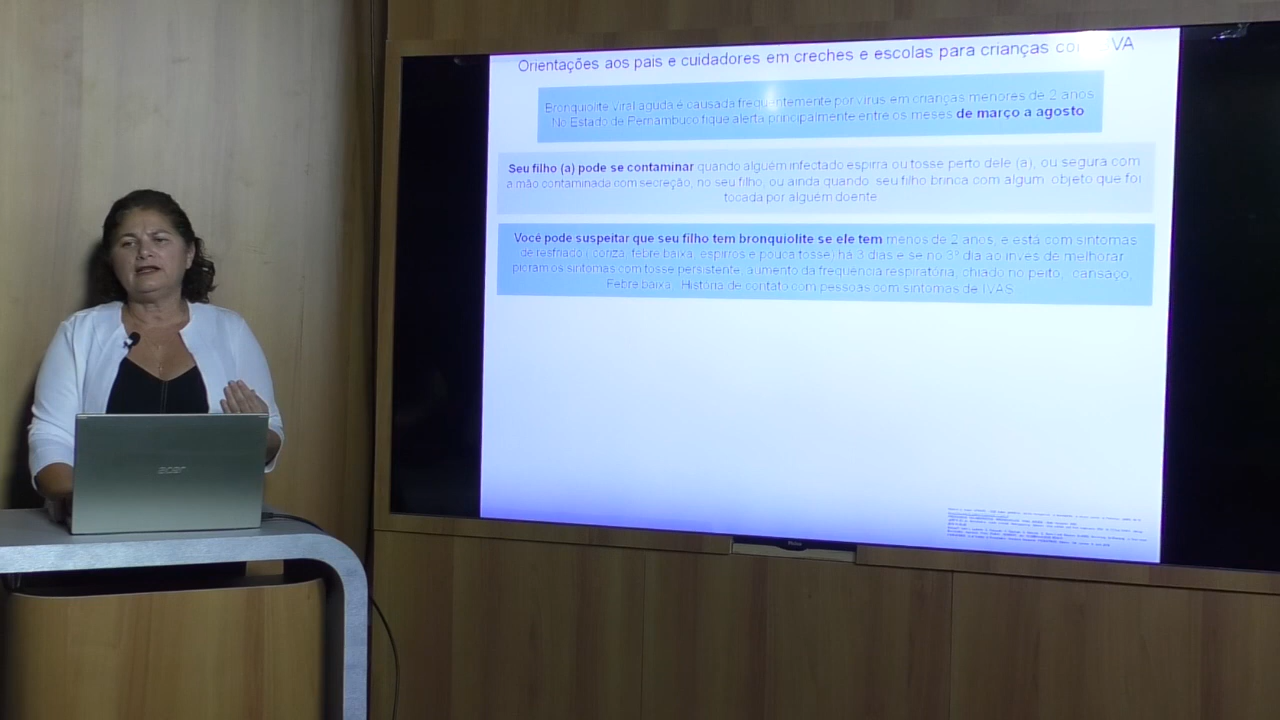 Orientações aos pais e cuidadores em creches e escolas para crianças com BVA
Bronquiolite viral aguda é causada frequentemente por vírus em crianças menores de 2 anos
No Estado de Pernambuco fique alerta principalmente entre os meses de março a agosto
Seu filho (a) pode se contaminar quando alguém infectado espirra ou tosse perto dele (a), ou segura com
a mão contaminada com secreção, no seu filho, ou ainda quando seu filho brinca com algum objeto que foi
tocada por alguém doente
Você pode suspeitar que seu filho tem bronquiolite se ele tem menos de 2 anos, e está com sintomas
de resfriado ( coriza, febre baixa, espirros e pouca tosse) há 3 dias e se no 3º dia ao invés de melhorar
pioram os sintomas com tosse persistente, aumento da frequência respiratória, chiado no peito, cansaço,
Febre baixa, História de contato com pessoas com sintomas de IVAS
acer